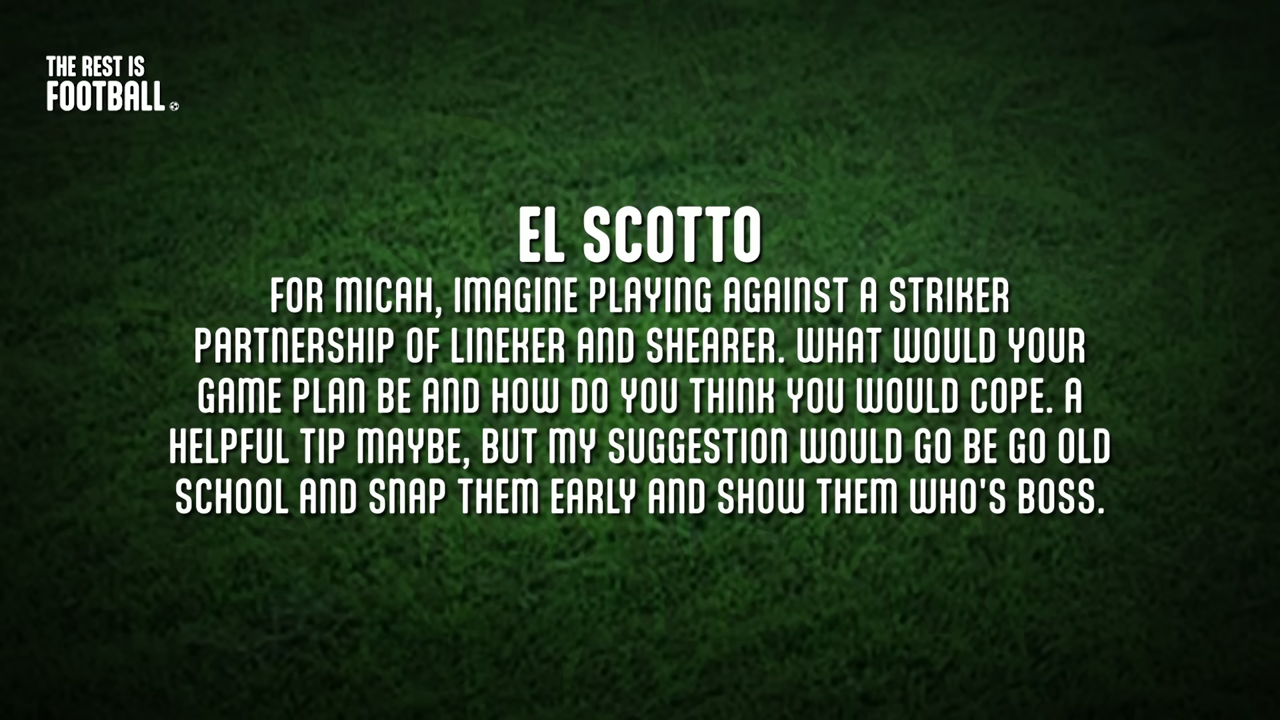 THE REST IS
FOOTBALL
EL SCOTTO
FOR MICAH, IMAGINE PLAYING AGAINST A STRIKER
PARTNERSHIP OF LINEKER AND SHEARER. WHAT WOULD YOUR
GAME PLAN BE AND HOW DO YOU THINK YOU WOULD COPE. A
HELPFUL TIP MAYBE, BUT MY SUGGESTION WOULD GO BE GO OLD
SCHOOL AND SNAP THEM EARLY AND SHOW THEM WHO'S BOSS.